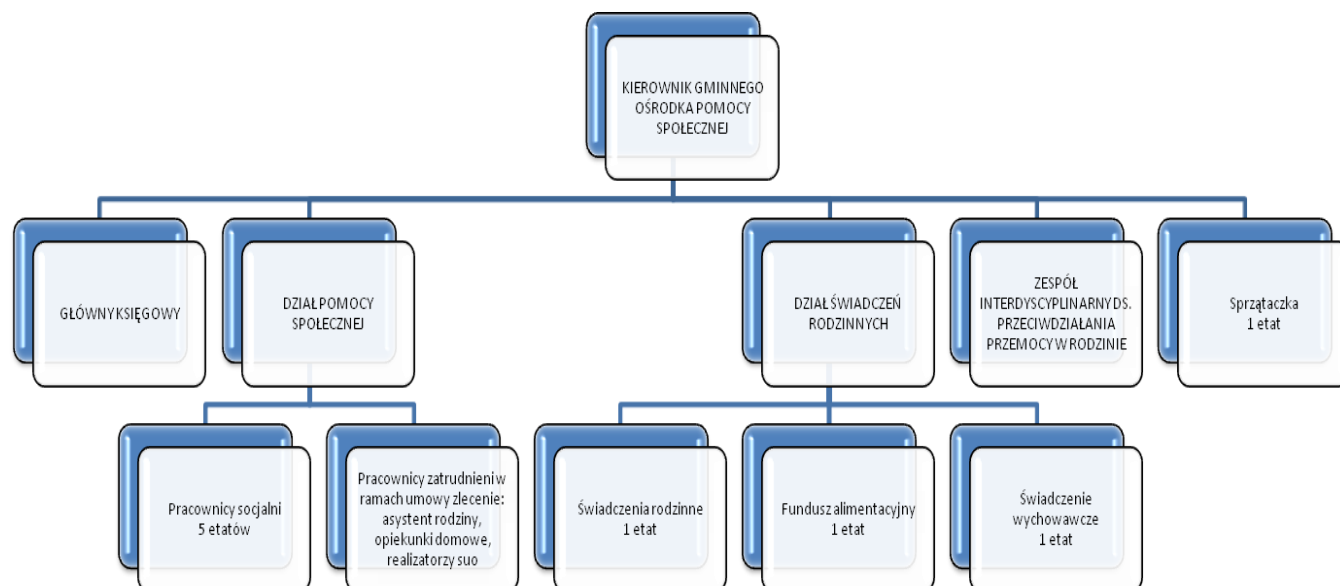 KIEROWNIK GMINNEGO
OŚRODKA POMOCY
SPOŁECZNEJ
GŁÓWNY KSIĘGOWY
DZIAŁ POMOCY
SPOŁECZNEJ
DZIAŁ ŚWIADCZEŃ
RODZINNYCH
ZESPÓŁ
INTERDYSCYPLINARNY DS.
PRZECIWDZIAŁANIA
PRZEMOCY W RODZINIE
Sprzątaczka
1 etat
Pracownicy socjalni
5 etatów
Pracownicy zatrudnieni w
ramach umowy zlecenie:
asystent rodziny,
opiekunki domowe,
realizatorzy suo
Świadczenia rodzinne
1 etat
Fundusz alimentacyjny
1 etat
Świadczenie
wychowawcze
1 etat